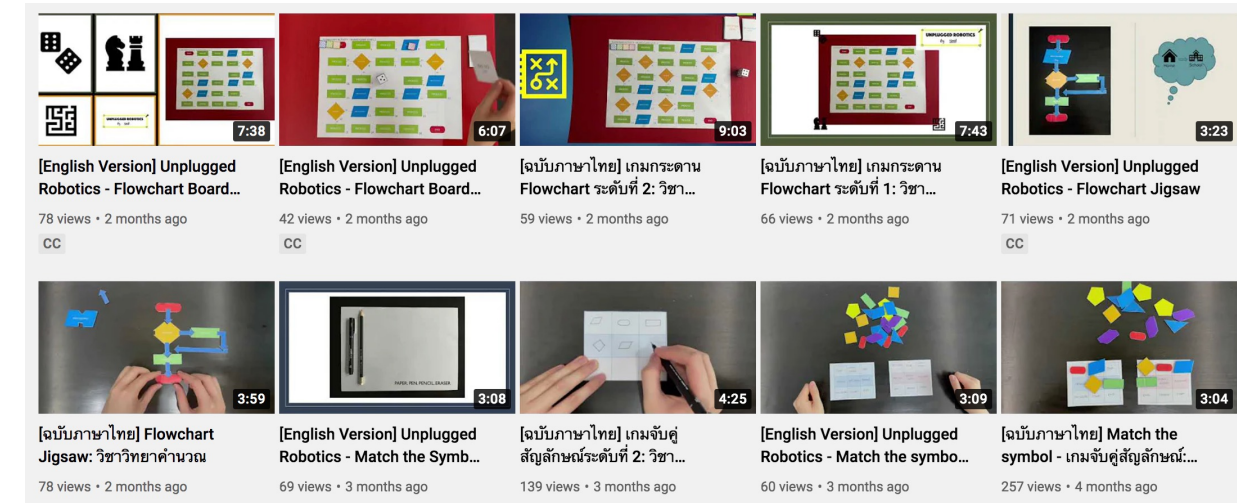 UNPLUGGED ROBOTICS
7:38
6:07
9:03
UNPLUGGED ROBOTICS
7:43
3:23
[English Version] Unplugged
Robotics - Flowchart Board...
[English Version] Unplugged
Robotics - Flowchart Board...
[ฉบับภาษาไทย] เกมกระดาน
Flowchart ระดับที่ 2: วิชา...
[ฉบับภาษาไทย] เกมกระดาน
Flowchart ระดับที่ 1: วิชา...
[English Version] Unplugged
Robotics - Flowchart Jigsaw
78 views • 2 months ago
42 views • 2 months ago
59 views • 2 months ago
66 views • 2 months ago
71 views • 2 months ago
CC
CC
CC
3:59
PAPER, PEN, PENCIL, ERASER
3:08
4:25
3:09
3:04
[ฉบับภาษาไทย] Flowchart
Jigsaw: วิชาวิทยาคำนวณ
[English Version] Unplugged
Robotics - Match the Symb...
[ฉบับภาษาไทย] เกมจับคู่
สัญลักษณ์ระดับที่ 2: วิชา...
[English Version] Unplugged
Robotics - Match the symbo...
[ฉบับภาษาไทย] Match the
symbol - เกมจับคู่สัญลักษณ์:...
78 views • 2 months ago
69 views • 3 months ago
139 views • 3 months ago
60 views • 3 months ago
257 views • 4 months ago